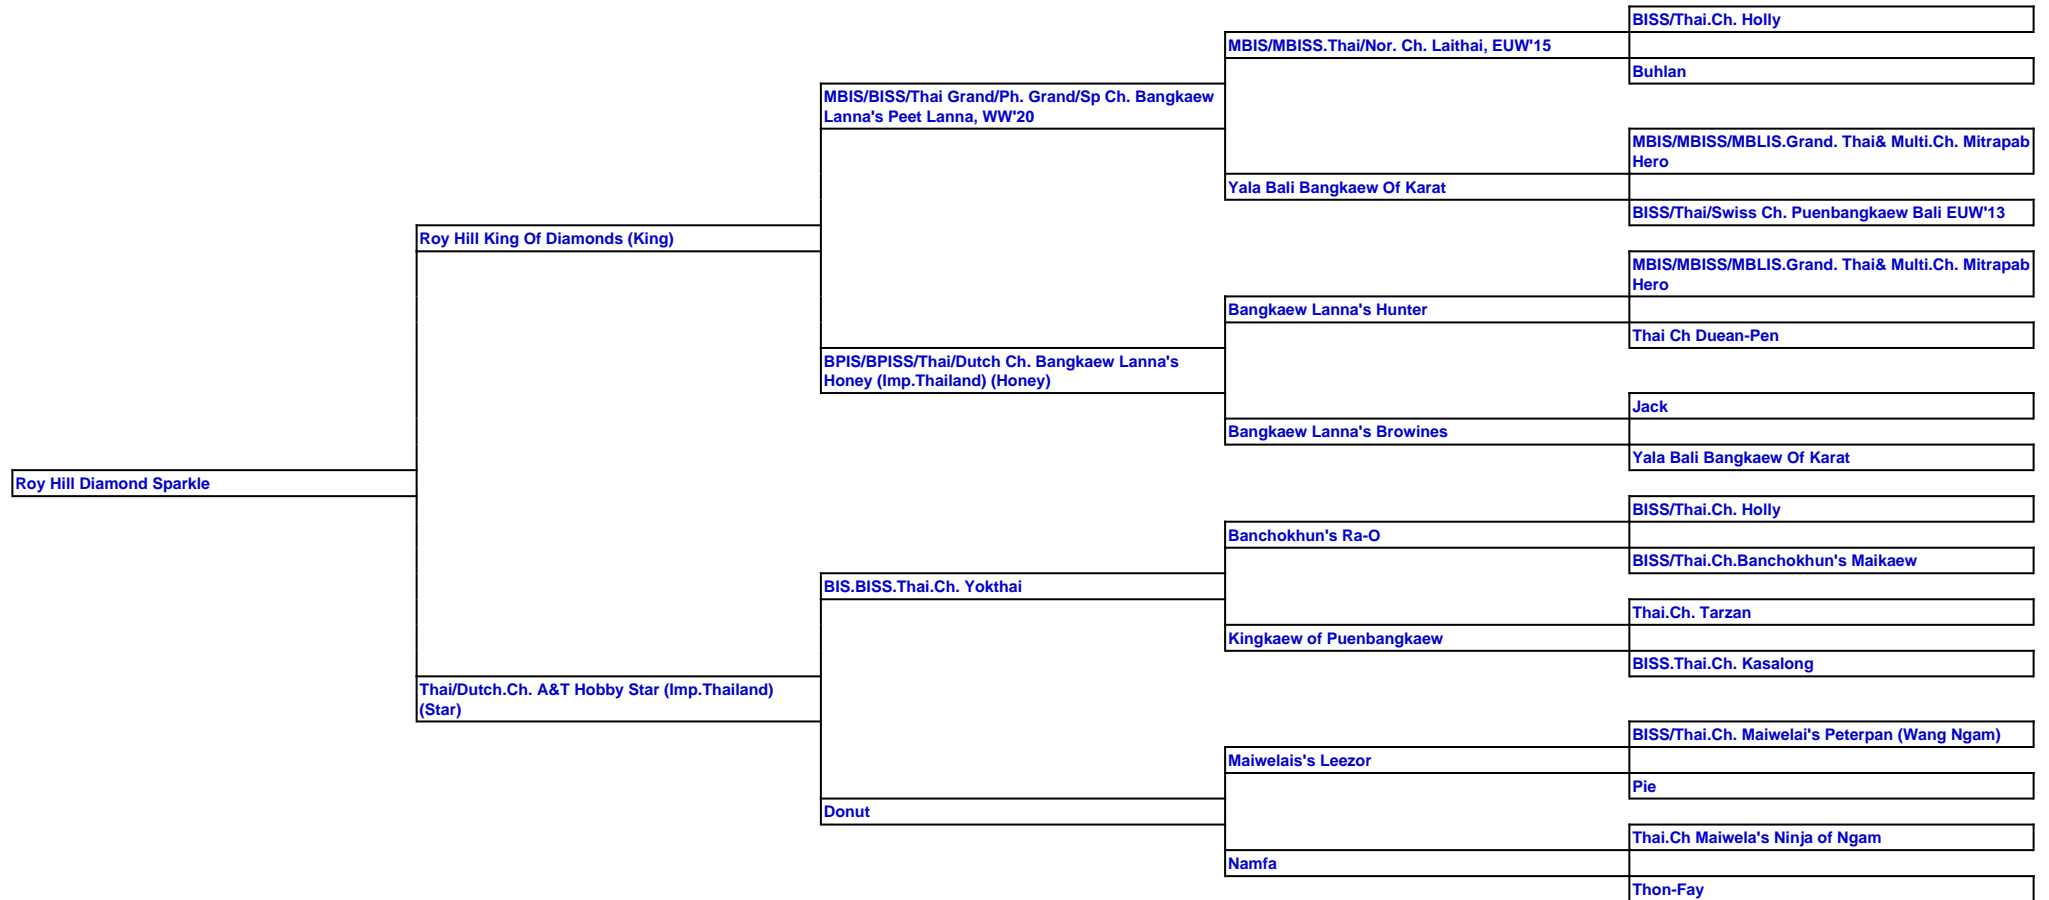 BISS/Thai.Ch. Holly
MBIS/MBISS.Thai/Nor. Ch. Laithai, EUW'15
Buhlan
MBIS/BISS/Thai Grand/Ph. Grand/Sp Ch. Bangkaew
Lanna's Peet Lanna, WW'20
MBIS/MBISS/MBLIS.Grand. Thai& Multi.Ch. Mitrapab
Hero
Yala Bali Bangkaew Of Karat
BISS/Thai/Swiss Ch. Puenbangkaew Bali EUW'13
Roy Hill King Of Diamonds (King)
MBIS/MBISS/MBLIS.Grand. Thai& Multi.Ch. Mitrapab
Hero
Bangkaew Lanna's Hunter
Thai Ch Duean-Pen
BPIS/BPISS/Thai/Dutch Ch. Bangkaew Lanna's
Honey (Imp.Thailand) (Honey)
Jack
Bangkaew Lanna's Browines
Yala Bali Bangkaew Of Karat
Roy Hill Diamond Sparkle
BISS/Thai.Ch. Holly
Banchokhun's Ra-O
BISS/Thai.Ch.Banchokhun's Maikaew
BIS.BISS.Thai.Ch. Yokthai
Thai.Ch. Tarzan
Kingkaew of Puenbangkaew
BISS.Thai.Ch. Kasalong
Thai/Dutch.Ch. A&T Hobby Star (Imp.Thailand)
(Star)
BISS/Thai.Ch. Maiwelai's Peterpan (Wang Ngam)
Maiwelais's Leezor
Pie
Donut
Thai.Ch Maiwela's Ninja of Ngam
Namfa
Thon-Fay